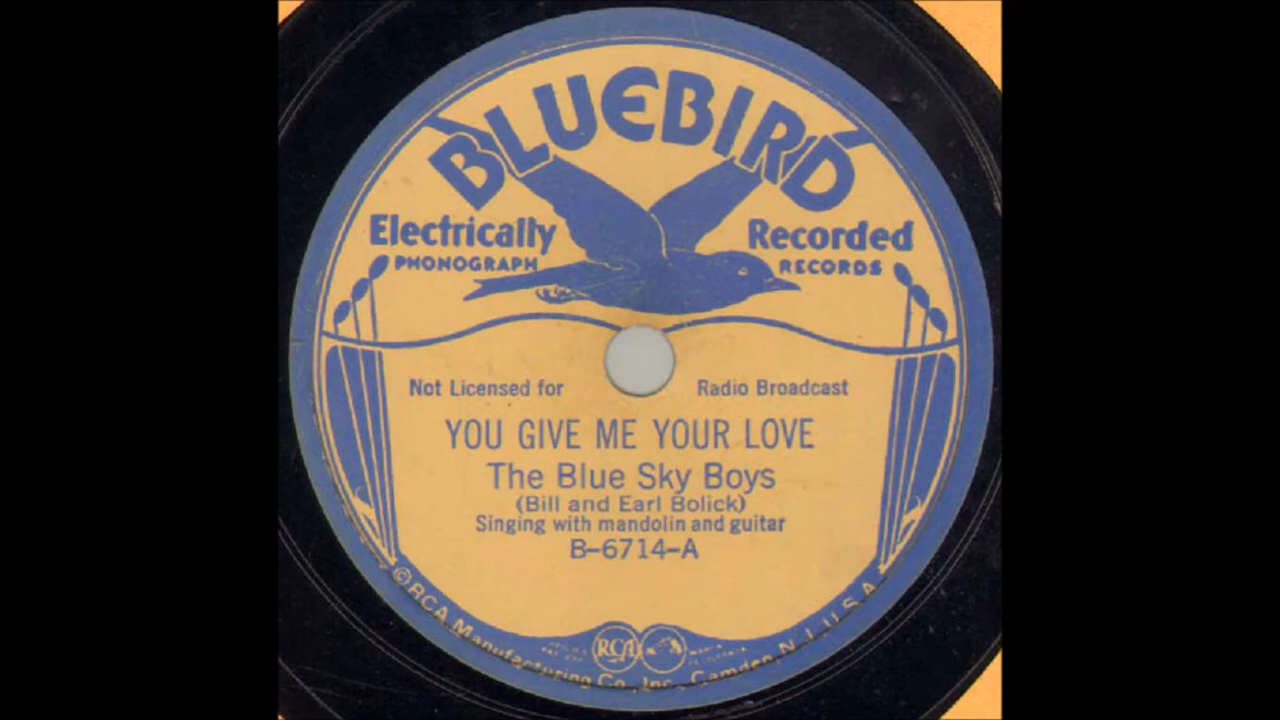 BLUEBIRD
Electrically Recorded
PHONOGRAPH RECORDS
Not Licensed for Radio Broadcast
YOU GIVE ME YOUR LOVE
The Blue Sky Boys
(Bill and Earl Bolick)
Singing with mandolin and guitar
B-6714-A
RCA
©RCA Manufacturing Co., Inc., Camden, N.J., U.S.A.